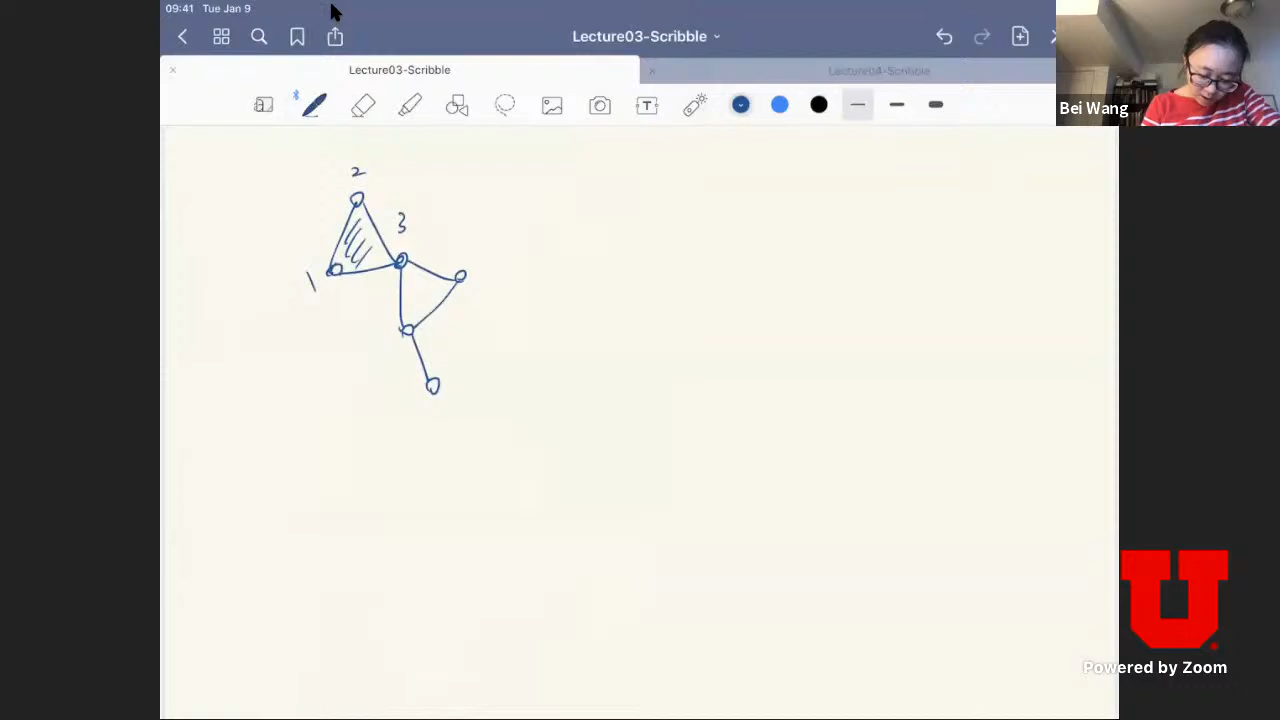 09:41 Tue Jan 9
Lecture03-Scribble
Lecture03-Scribble
Lecture04-Scribble
T
Bei Wang
2
3
1
U
Powered by Zoom